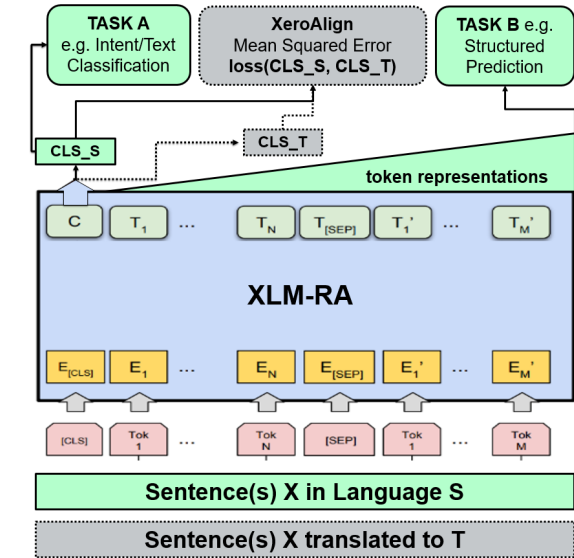 TASK A
e.g. Intent/Text
Classification
XeroAlign
Mean Squared Error
loss(CLS_S, CLS_T)
TASK B e.g.
Structured
Prediction
CLS_S
CLS_T
token representations
C T1 ... TN T[SEP] T1' ... TM'
XLM-RA
E[CLS] E1 ... EN E[SEP] E1' ... EM'
[CLS] Tok 1 ... Tok N [SEP] Tok 1 ... Tok M
Sentence(s) X in Language S
Sentence(s) X translated to T